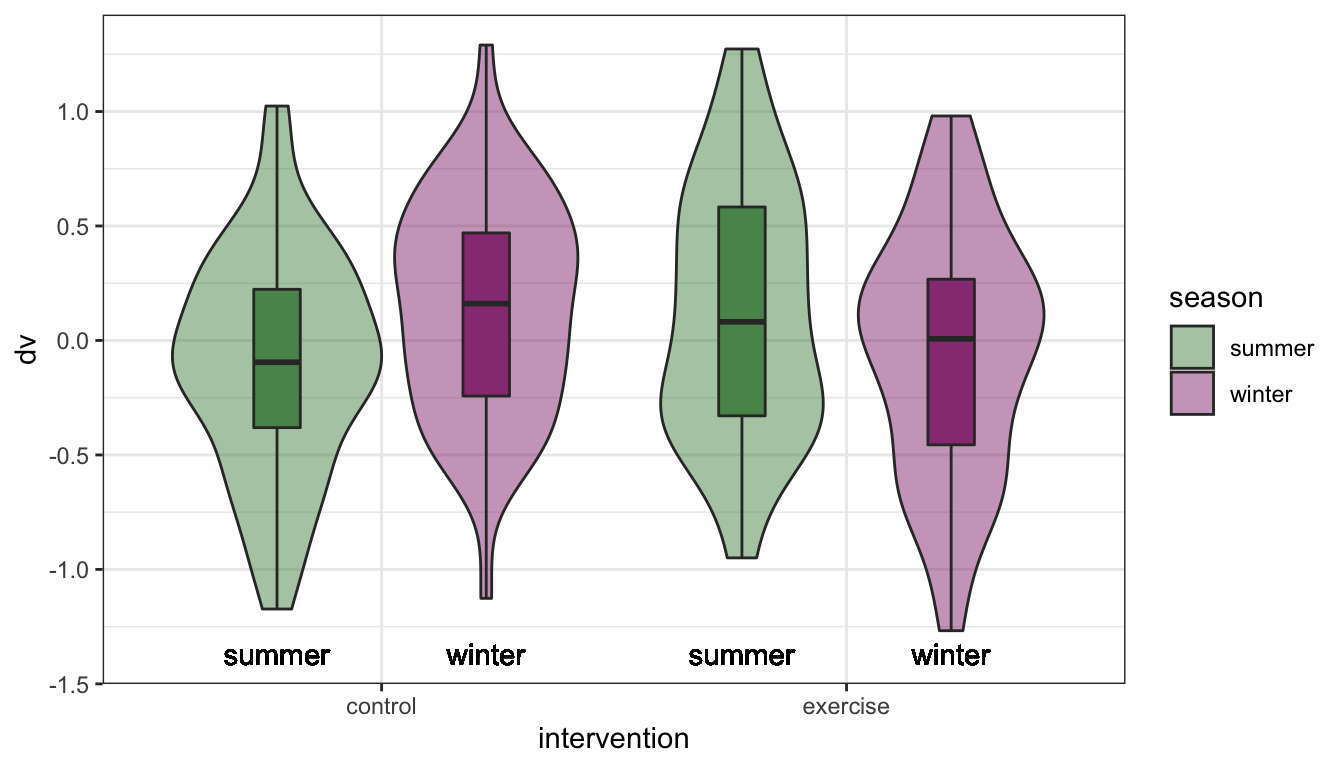 dv
1.0
0.5
0.0
-0.5
-1.0
-1.5
summer winter summer winter
control exercise
intervention
season
summer
winter